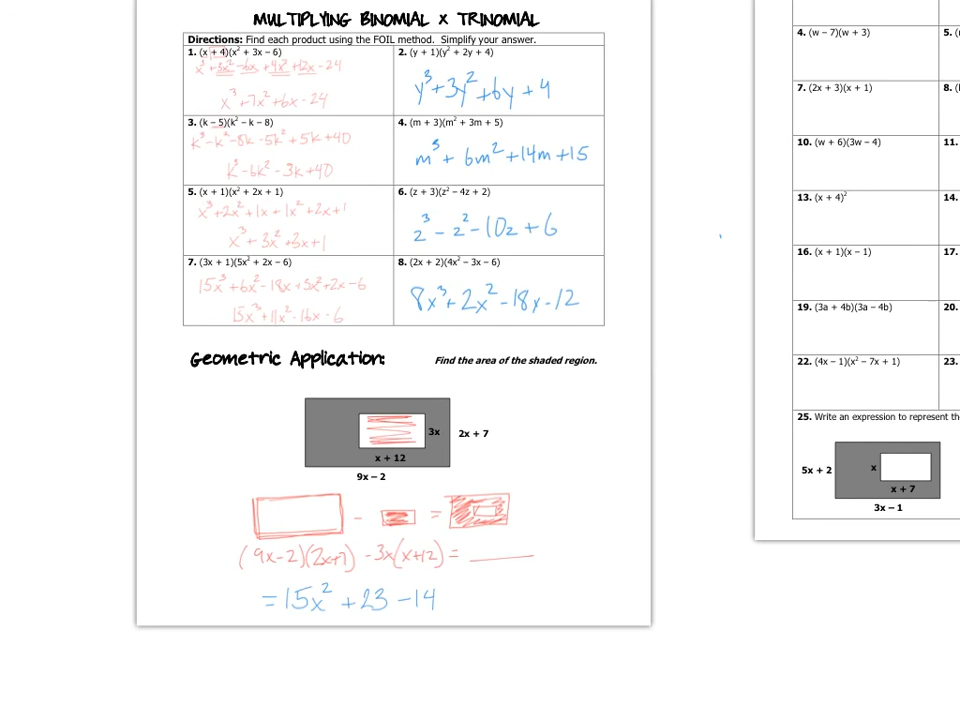 MULTIPLYING BINOMIAL x TRINOMIAL
Directions: Find each product using the FOIL method. Simplify your answer.
1. (x + 4)(x² + 3x – 6)
x³ + 3x² - 6x + 4x² + 12x - 24
x³ + 7x² + 6x - 24
2. (y + 1)(y² + 2y + 4)
y³ + 3y² + 6y + 4
3. (k – 5)(k² – k – 8)
k³ - k² - 8k - 5k² + 5k + 40
k³ - 6k² - 3k + 40
4. (m + 3)(m² + 3m + 5)
m³ + 6m² + 14m + 15
5. (x + 1)(x² + 2x + 1)
x³ + 2x² + 1x + 1x² + 2x + 1
x³ + 3x² + 3x + 1
6. (z + 3)(z² – 4z + 2)
z³ - z² - 10z + 6
7. (3x + 1)(5x² + 2x – 6)
15x³ + 6x² - 18x + 5x² + 2x - 6
15x³ + 11x² - 16x - 6
8. (2x + 2)(4x² – 3x – 6)
8x³ + 2x² - 18x - 12
Geometric Application:
Find the area of the shaded region.
3x
2x + 7
x + 12
9x – 2
- =
(9x-2)(2x+7) - 3x(x+12) = ______
= 15x² + 23 - 14
4. (w – 7)(w + 3)
5. (
7. (2x + 3)(x + 1)
8. (
10. (w + 6)(3w – 4)
11.
13. (x + 4)²
14.
16. (x + 1)(x – 1)
17.
19. (3a + 4b)(3a – 4b)
20.
22. (4x – 1)(x² – 7x + 1)
23.
25. Write an expression to represent th
5x + 2
x
x + 7
3x – 1